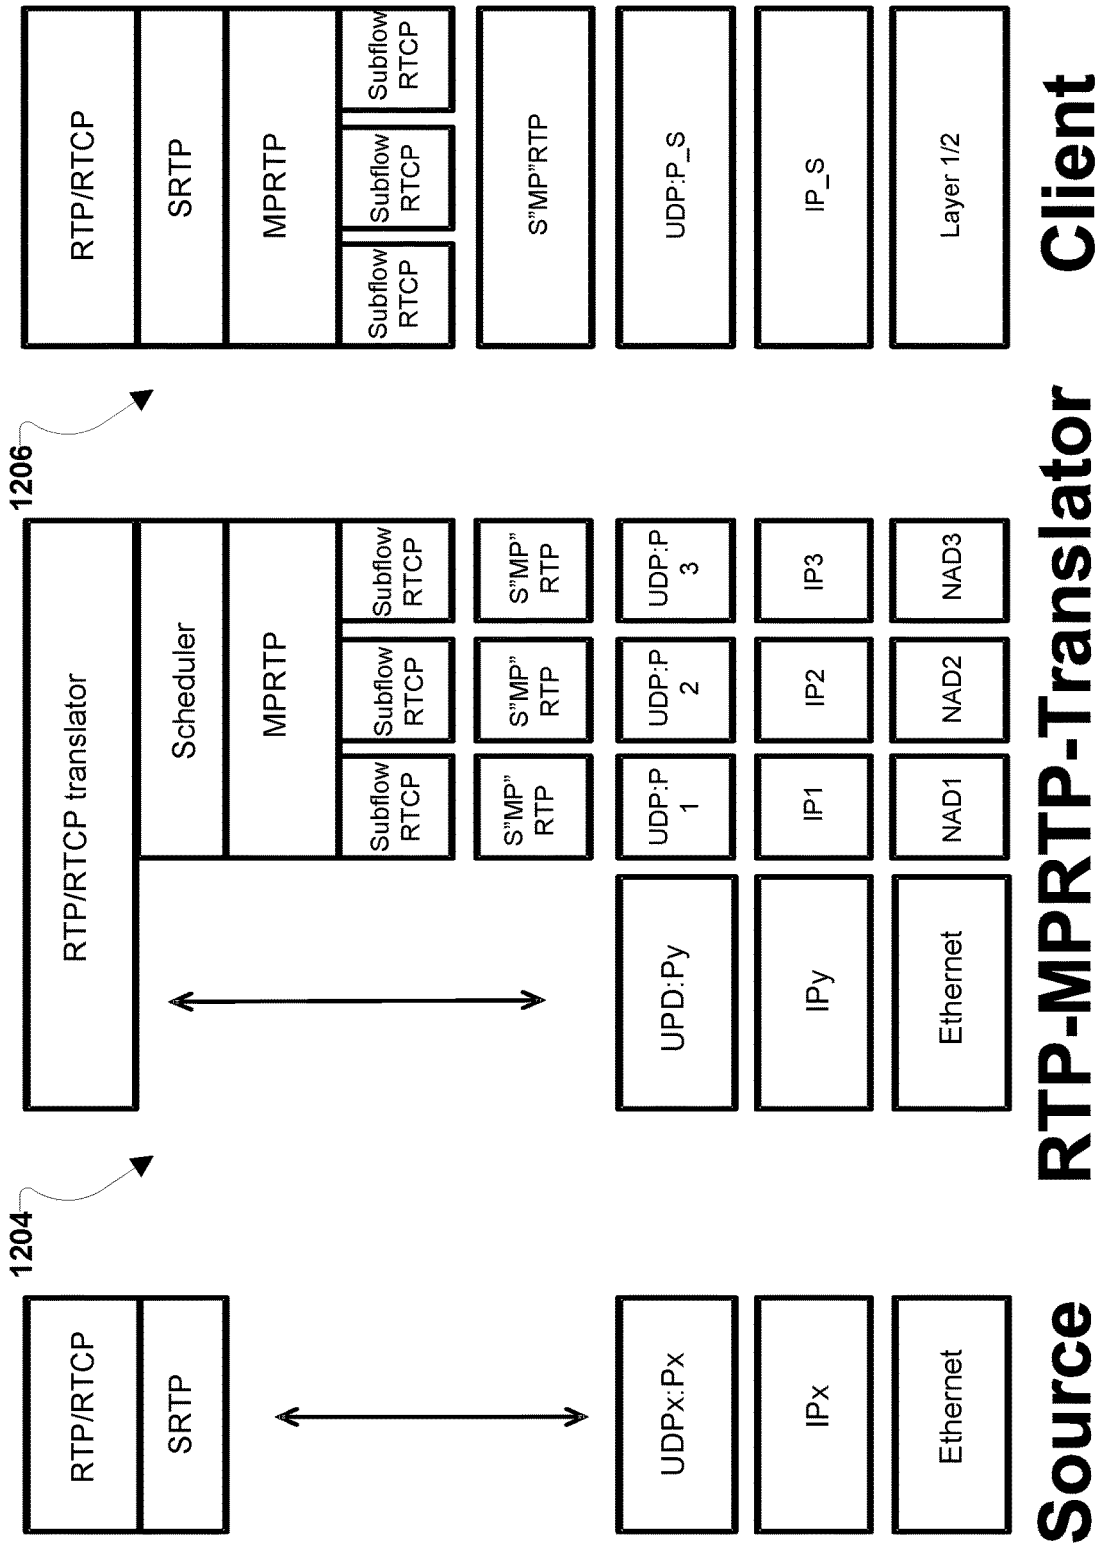 1204
1206
RTP/RTCP
SRTP
UDPx:Px
IPx
Ethernet
Source
RTP/RTCP translator
Scheduler
MPRTP
Subflow
RTCP
Subflow
RTCP
Subflow
RTCP
S”MP”
RTP
S”MP”
RTP
S”MP”
RTP
UPD:Py
UDP:P
1
UDP:P
2
UDP:P
3
IPy
IP1
IP2
IP3
Ethernet
NAD1
NAD2
NAD3
RTP-MPRTP-Translator
RTP/RTCP
SRTP
MPRTP
Subflow
RTCP
Subflow
RTCP
Subflow
RTCP
S”MP”RTP
UDP:P_S
IP_S
Layer 1/2
Client